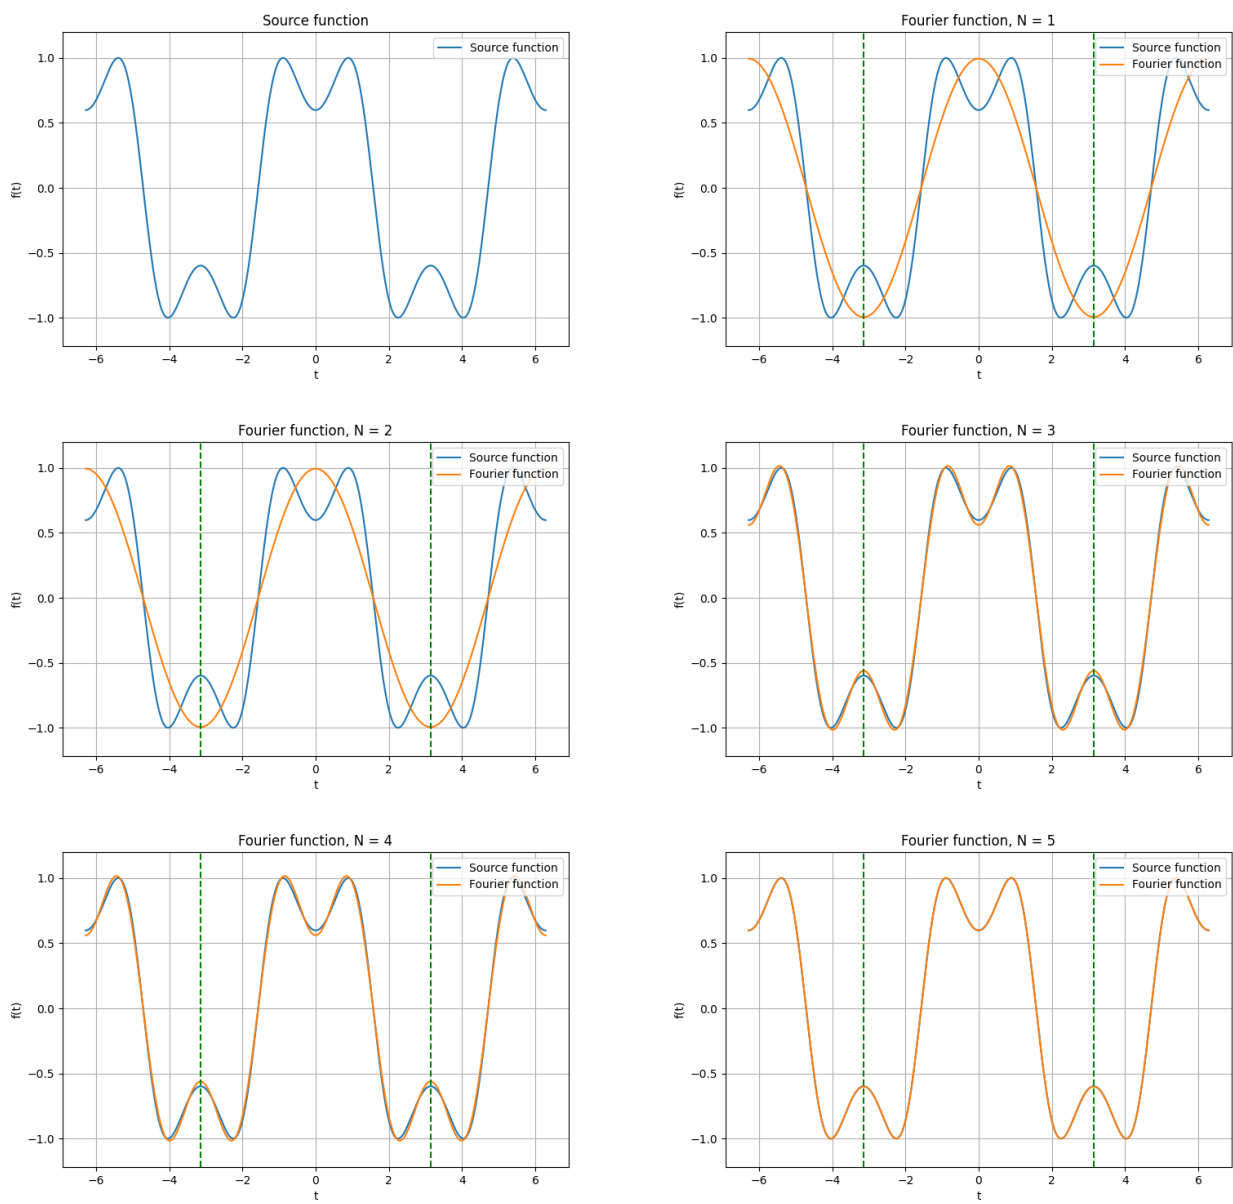 Source function
Source function
1.0
0.5
0.0
−0.5
−1.0
f(t)
−6 −4 −2 0 2 4 6
t
Fourier function, N = 1
Source function
Fourier function
1.0
0.5
0.0
−0.5
−1.0
f(t)
−6 −4 −2 0 2 4 6
t
Fourier function, N = 2
Source function
Fourier function
1.0
0.5
0.0
−0.5
−1.0
f(t)
−6 −4 −2 0 2 4 6
t
Fourier function, N = 3
Source function
Fourier function
1.0
0.5
0.0
−0.5
−1.0
f(t)
−6 −4 −2 0 2 4 6
t
Fourier function, N = 4
Source function
Fourier function
1.0
0.5
0.0
−0.5
−1.0
f(t)
−6 −4 −2 0 2 4 6
t
Fourier function, N = 5
Source function
Fourier function
1.0
0.5
0.0
−0.5
−1.0
f(t)
−6 −4 −2 0 2 4 6
t